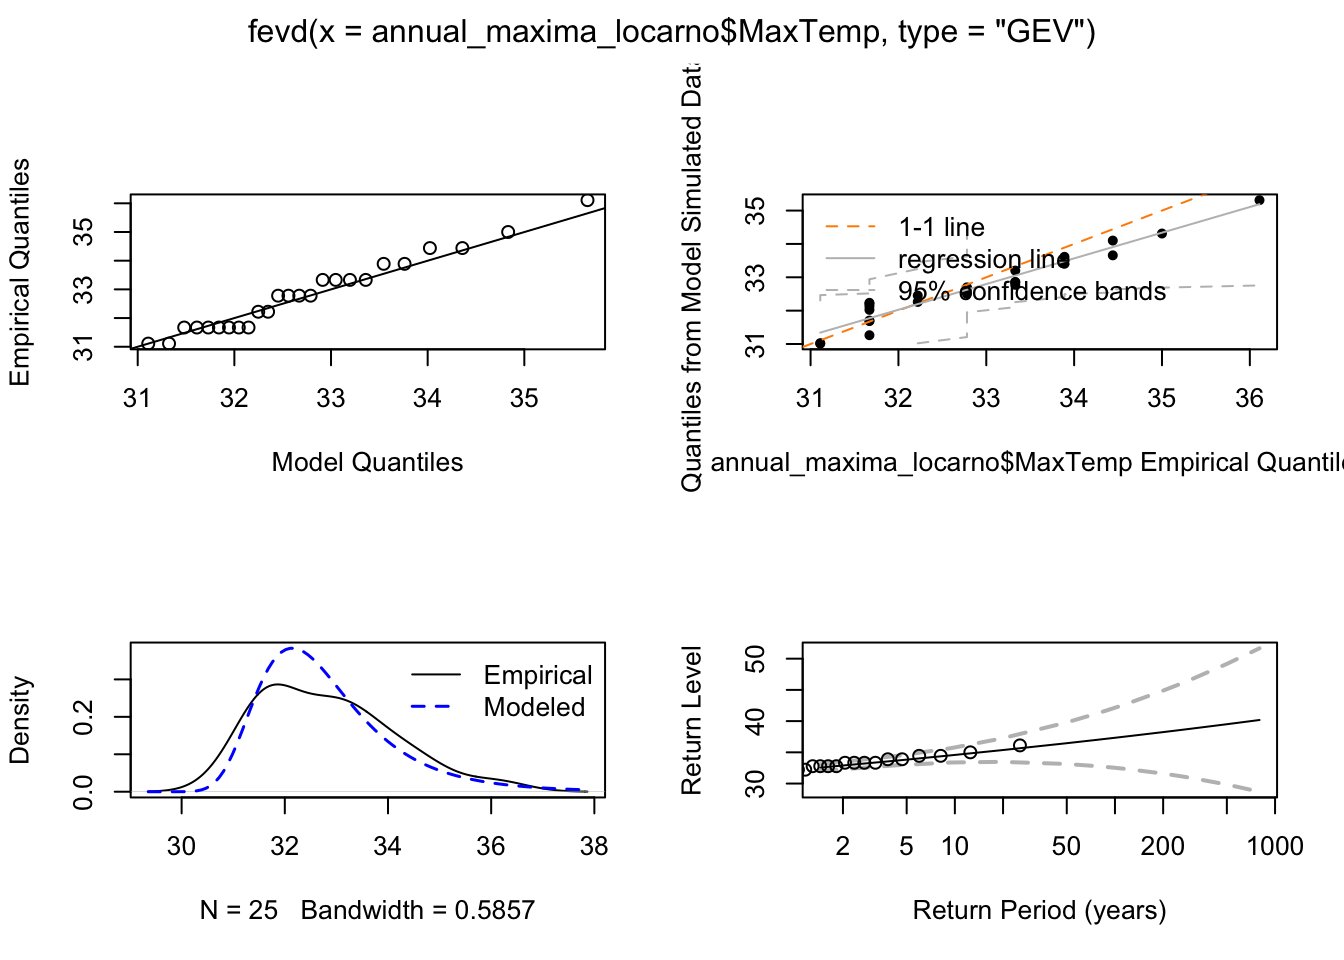 fevd(x = annual_maxima_locarno$MaxTemp, type = "GEV")
Empirical Quantiles
35
33
31
31 32 33 34 35
Model Quantiles
Quantiles from Model Simulated Dat
35
33
31
1-1 line
regression line
95% confidence bands
31 32 33 34 35 36
annual_maxima_locarno$MaxTemp Empirical Quantil
Density
0.2
0.0
Empirical
Modeled
30 32 34 36 38
N = 25 Bandwidth = 0.5857
Return Level
50
40
30
2 5 10 50 200 1000
Return Period (years)